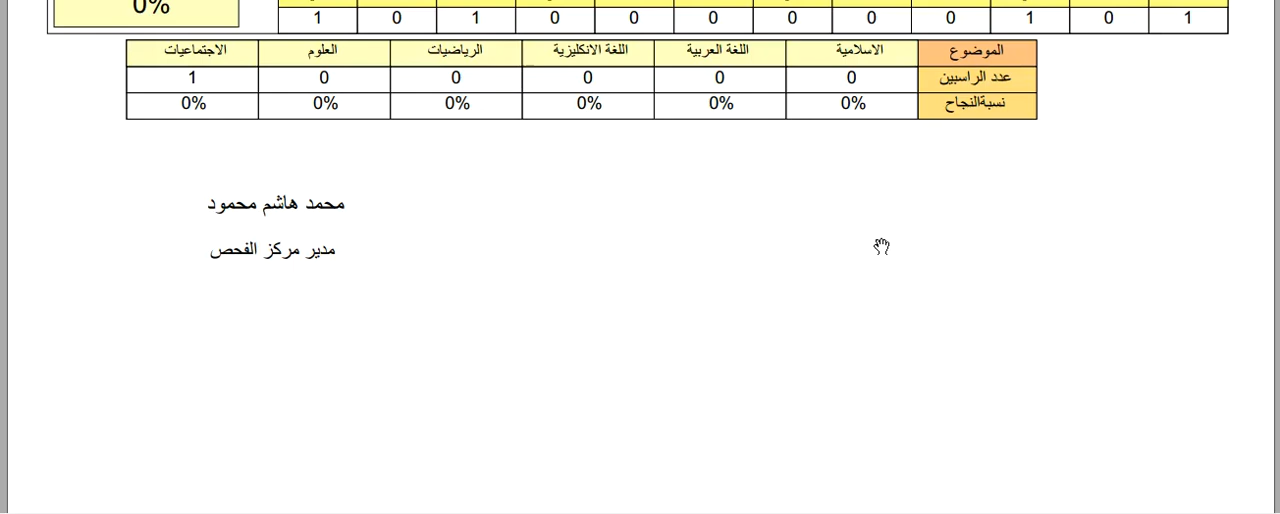 0%
1 0 1 0 0 0 0 0 0 1 0 1
الموضوع الاسلامية اللغة العربية اللغة الانكليزية الرياضيات العلوم الاجتماعيات
عدد الراسبين 0 0 0 0 0 1
نسبةالنجاح 0% 0% 0% 0% 0% 0%
محمد هاشم محمود
مدير مركز الفحص